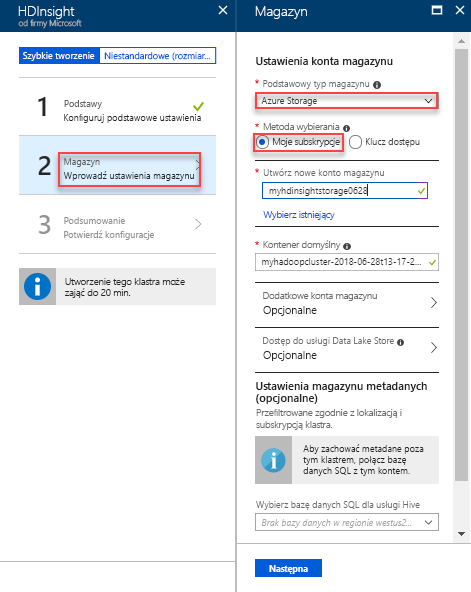 HDInsight
od firmy Microsoft
Szybkie tworzenie
Niestandardowe (rozmiar...
1
Podstawy
Konfiguruj podstawowe ustawienia
2
Magazyn
Wprowadź ustawienia magazynu
3
Podsumowanie
Potwierdź konfiguracje
Utworzenie tego klastra może
zająć do 20 min.
Magazyn
Ustawienia konta magazynu
* Podstawowy typ magazynu
Azure Storage
* Metoda wybierania
Moje subskrypcje
Klucz dostępu
* Utwórz nowe konto magazynu
myhdinsightstorage0628
Wybierz istniejący
* Kontener domyślny
myhadoopcluster-2018-06-28t13-17-2...
Dodatkowe konta magazynu
Opcjonalne
Dostęp do usługi Data Lake Store
Opcjonalne
Ustawienia magazynu metadanych
(opcjonalne)
Przefiltrowane zgodnie z lokalizacją i
subskrypcją klastra.
Aby zachować metadane poza
tym klastrem, połącz bazę
danych SQL z tym kontem.
Wybierz bazę danych SQL dla usługi Hive
Brak bazy danych w regionie westus2...
Następna